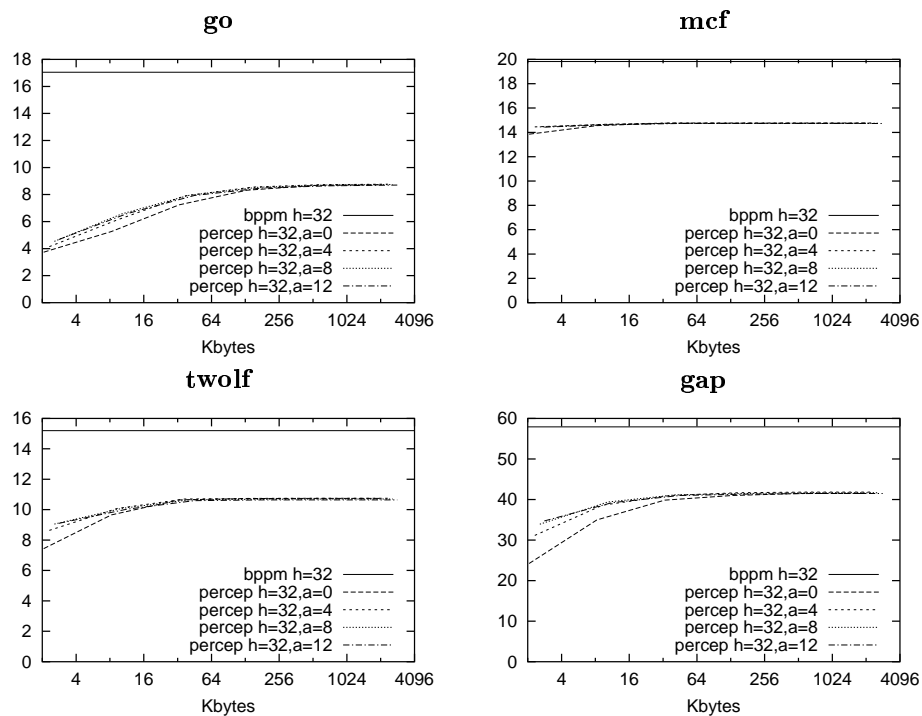 go
18
16
14
12
10
8
6
4
2
0
bppm h=32
percep h=32,a=0
percep h=32,a=4
percep h=32,a=8
percep h=32,a=12
4 16 64 256 1024 4096
Kbytes
mcf
20
18
16
14
12
10
8
6
4
2
0
bppm h=32
percep h=32,a=0
percep h=32,a=4
percep h=32,a=8
percep h=32,a=12
4 16 64 256 1024 4096
Kbytes
twolf
16
14
12
10
8
6
4
2
0
bppm h=32
percep h=32,a=0
percep h=32,a=4
percep h=32,a=8
percep h=32,a=12
4 16 64 256 1024 4096
Kbytes
gap
60
50
40
30
20
10
0
bppm h=32
percep h=32,a=0
percep h=32,a=4
percep h=32,a=8
percep h=32,a=12
4 16 64 256 1024 4096
Kbytes